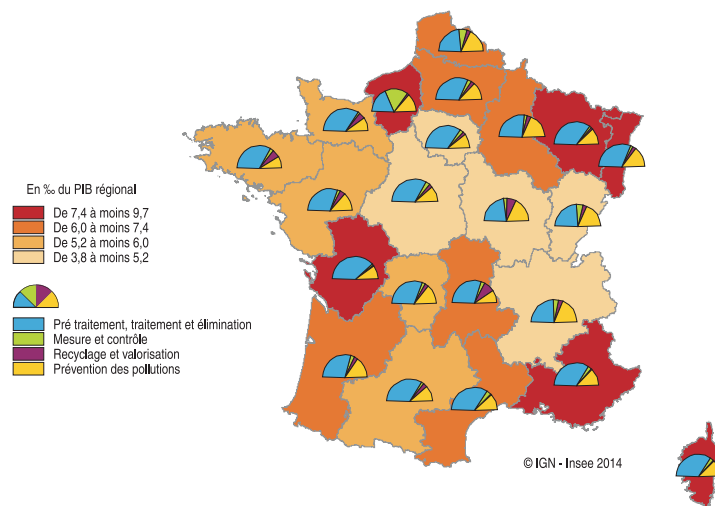 En ‰ du PIB régional
De 7,4 à moins 9,7
De 6,0 à moins 7,4
De 5,2 à moins 6,0
De 3,8 à moins 5,2
Pré traitement, traitement et élimination
Mesure et contrôle
Recyclage et valorisation
Prévention des pollutions
© IGN - Insee 2014